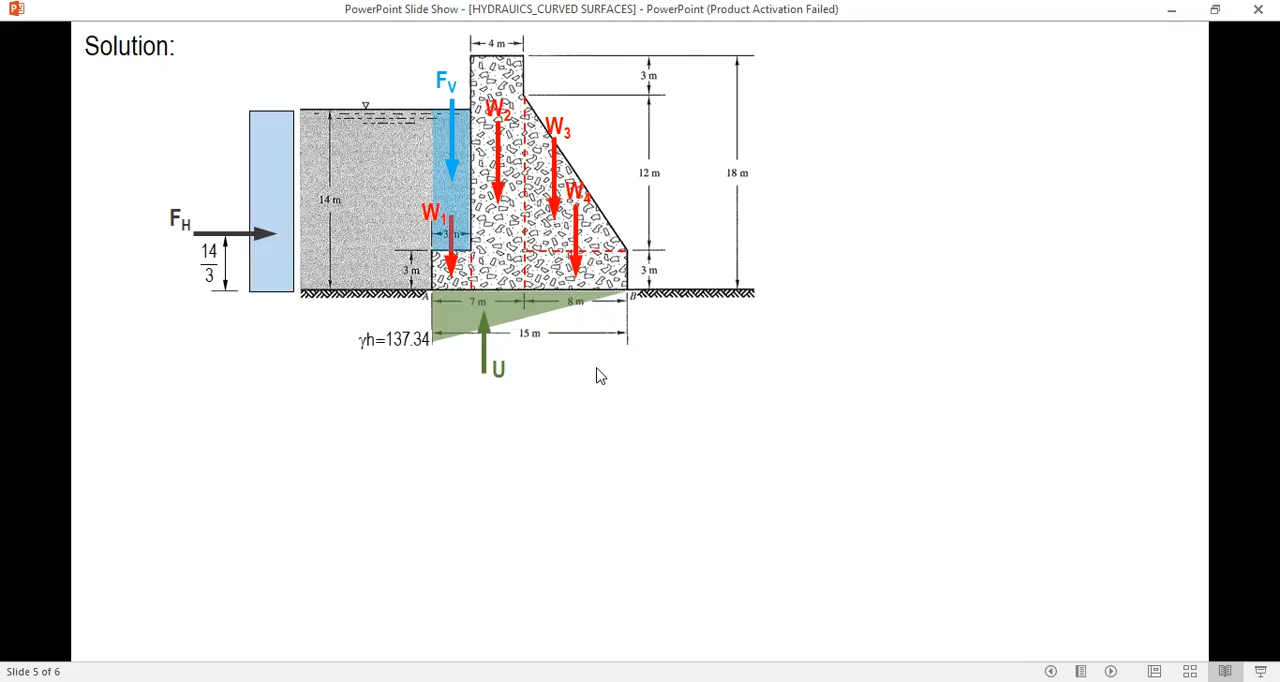 PowerPoint Slide Show - [HYDRAUICS_CURVED SURFACES] - PowerPoint (Product Activation Failed)
Solution:
4 m
3 m
FV
W2
W3
12 m
18 m
14 m
W4
W1
FH
3 m
14
3
3 m
3 m
A
7 m
8 m
B
γh=137.34
15 m
U
Slide 5 of 6